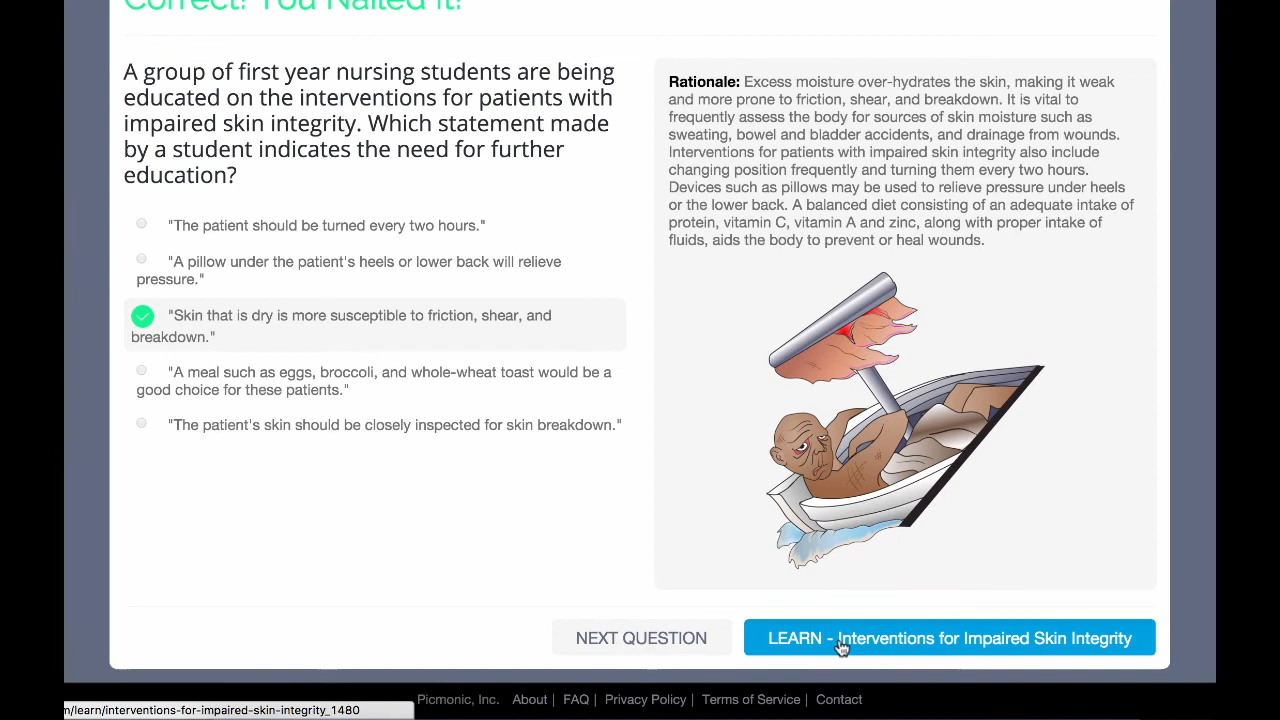 Correct! You Nailed It!
A group of first year nursing students are being
educated on the interventions for patients with
impaired skin integrity. Which statement made
by a student indicates the need for further
education?
"The patient should be turned every two hours."
"A pillow under the patient's heels or lower back will relieve
pressure."
"Skin that is dry is more susceptible to friction, shear, and
breakdown."
"A meal such as eggs, broccoli, and whole-wheat toast would be a
good choice for these patients."
"The patient's skin should be closely inspected for skin breakdown."
Rationale: Excess moisture over-hydrates the skin, making it weak
and more prone to friction, shear, and breakdown. It is vital to
frequently assess the body for sources of skin moisture such as
sweating, bowel and bladder accidents, and drainage from wounds.
Interventions for patients with impaired skin integrity also include
changing position frequently and turning them every two hours.
Devices such as pillows may be used to relieve pressure under heels
or the lower back. A balanced diet consisting of an adequate intake of
protein, vitamin C, vitamin A and zinc, along with proper intake of
fluids, aids the body to prevent or heal wounds.
NEXT QUESTION
LEARN - Interventions for Impaired Skin Integrity
Picmonic, Inc. About | FAQ | Privacy Policy | Terms of Service | Contact
n/learn/interventions-for-impaired-skin-integrity_1480